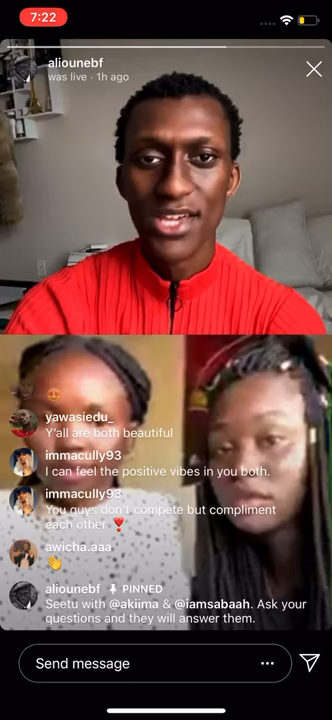 7:22
aliounebf
was live · 1h ago
yawasiedu_
Y'all are both beautiful
immacully93
I can feel the positive vibes in you both.
immacully93
You guys don't compete but compliment
each other ❣️
awicha.aaa
👋
aliounebf 📌 PINNED
Seetu with @akiima & @iamsabaah. Ask your
questions and they will answer them.
Send message